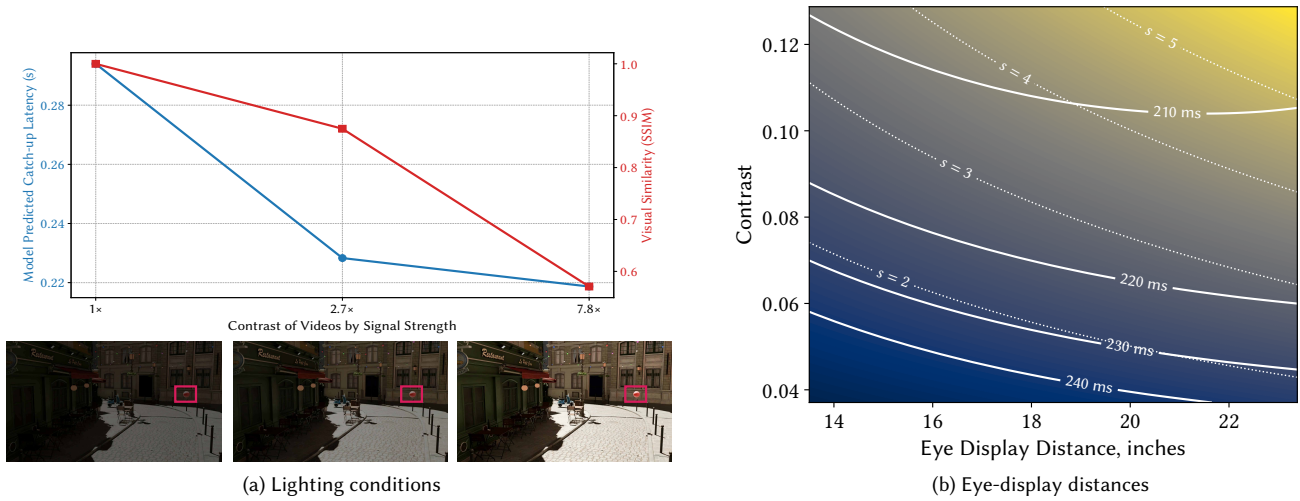 Model Predicted Catch-up Latency (s)
0.28
0.26
0.24
0.22
1.0
0.9
0.8
0.7
0.6
Visual Similarity (SSIM)
1×
2.7×
7.8×
Contrast of Videos by Signal Strength
Restaurant
Restaurant
Restaurant
(a) Lighting conditions
Contrast
0.12
0.10
0.08
0.06
0.04
s = 5
s = 4
210 ms
s = 3
s = 2
220 ms
230 ms
240 ms
14
16
18
20
22
Eye Display Distance, inches
(b) Eye-display distances